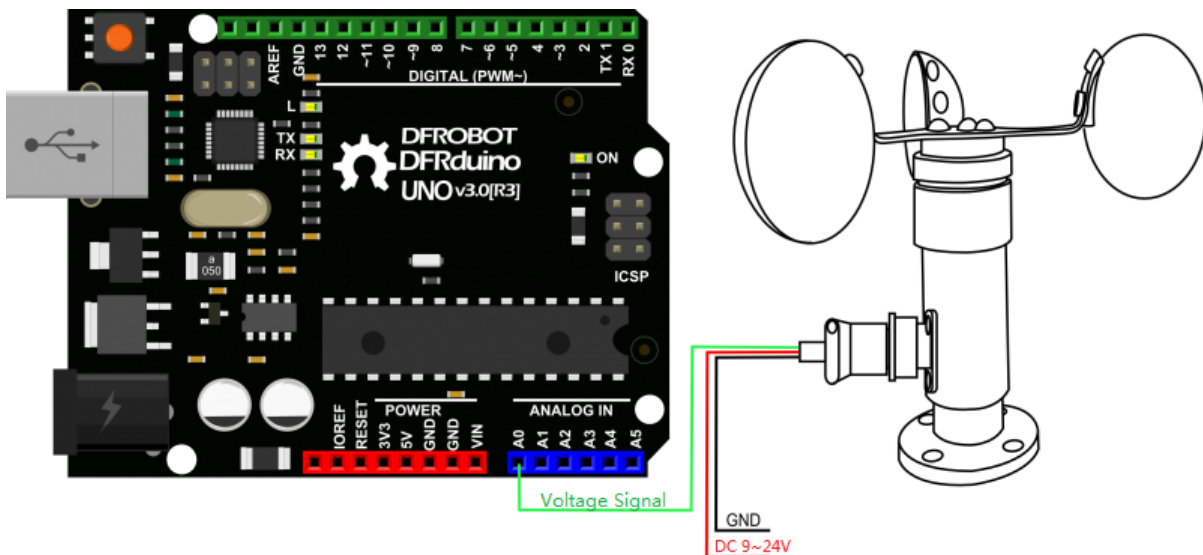 AREF
GND
13
12
~11
~10
~9
8
7
~6
~5
4
~3
2
TX 1
RX 0
DIGITAL (PWM~)
L
TX
RX
DFROBOT
DFRduino
UNO v3.0[R3]
ON
ICSP
a
050
POWER
ANALOG IN
IOREF
RESET
3V3
5V
GND
GND
VIN
A0
A1
A2
A3
A4
A5
Voltage Signal
GND
DC 9~24V